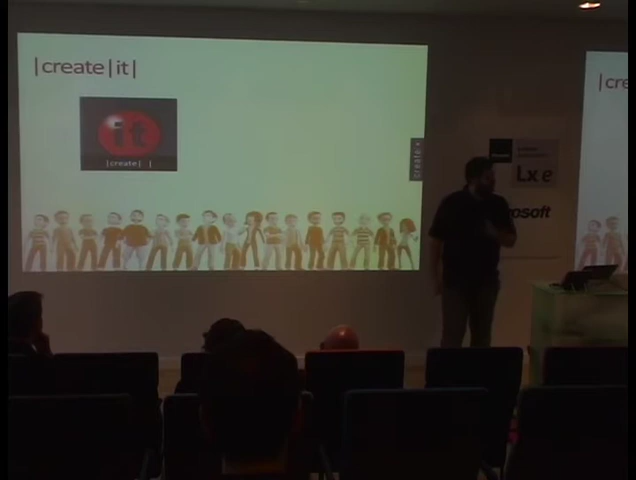 |create|it|
it
|create| |
create
|cre
Lx e
osoft